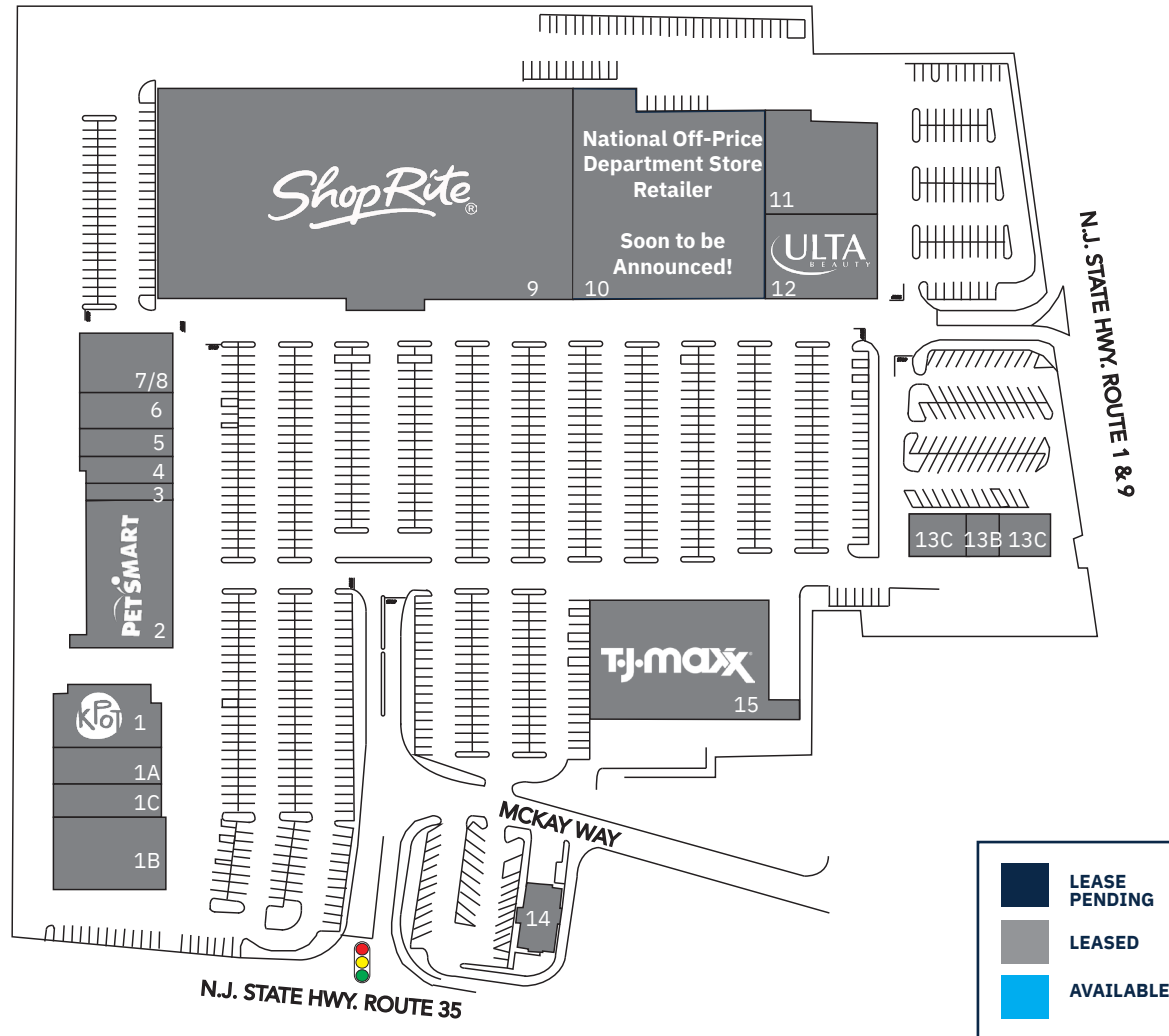 National Off-Price
Department Store
Retailer
Soon to be
Announced!
ShopRite®
9
10
11
ULTA
BEAUTY
12
7/8
6
5
4
3
PETSMART
2
KPOT
1
1A
1C
1B
13C 13B 13C
T·J·maxx
15
MCKAY WAY
14
N.J. STATE HWY. ROUTE 1 & 9
N.J. STATE HWY. ROUTE 35
LEASE
PENDING
LEASED
AVAILABLE